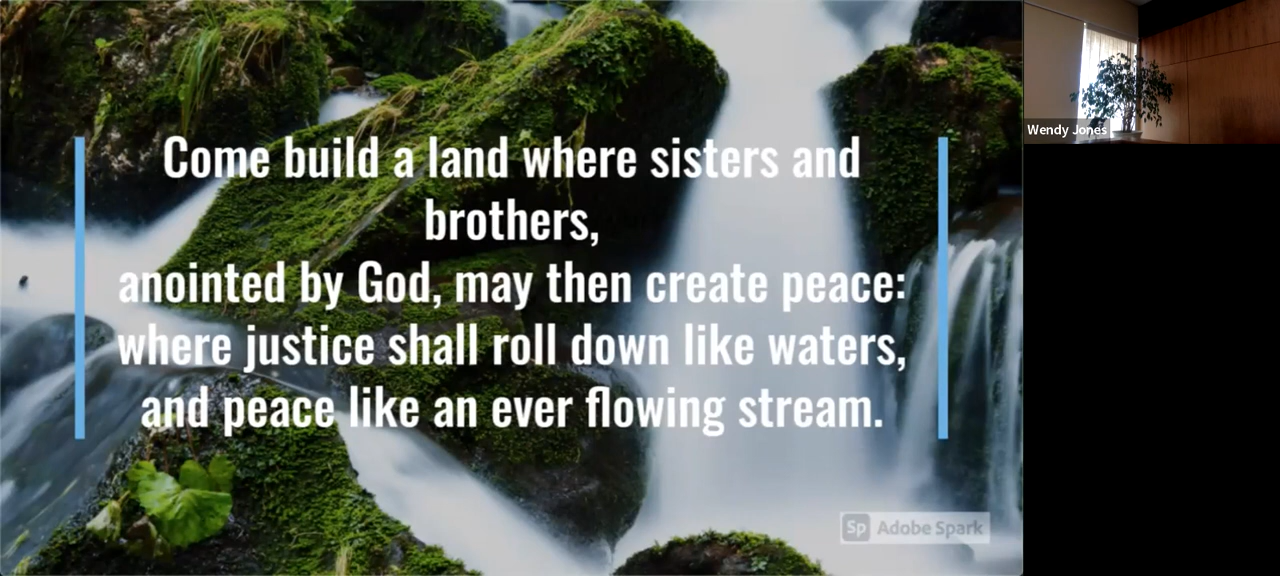 Come build a land where sisters and
brothers,
anointed by God, may then create peace:
where justice shall roll down like waters,
and peace like an ever flowing stream.
Sp Adobe Spark
Wendy Jones